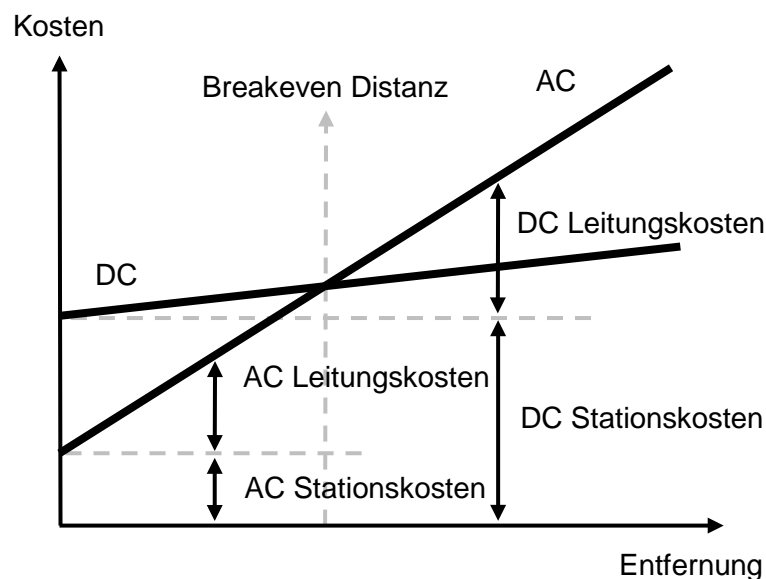 Kosten
Breakeven Distanz
AC
DC Leitungskosten
DC
AC Leitungskosten
DC Stationskosten
AC Stationskosten
Entfernung